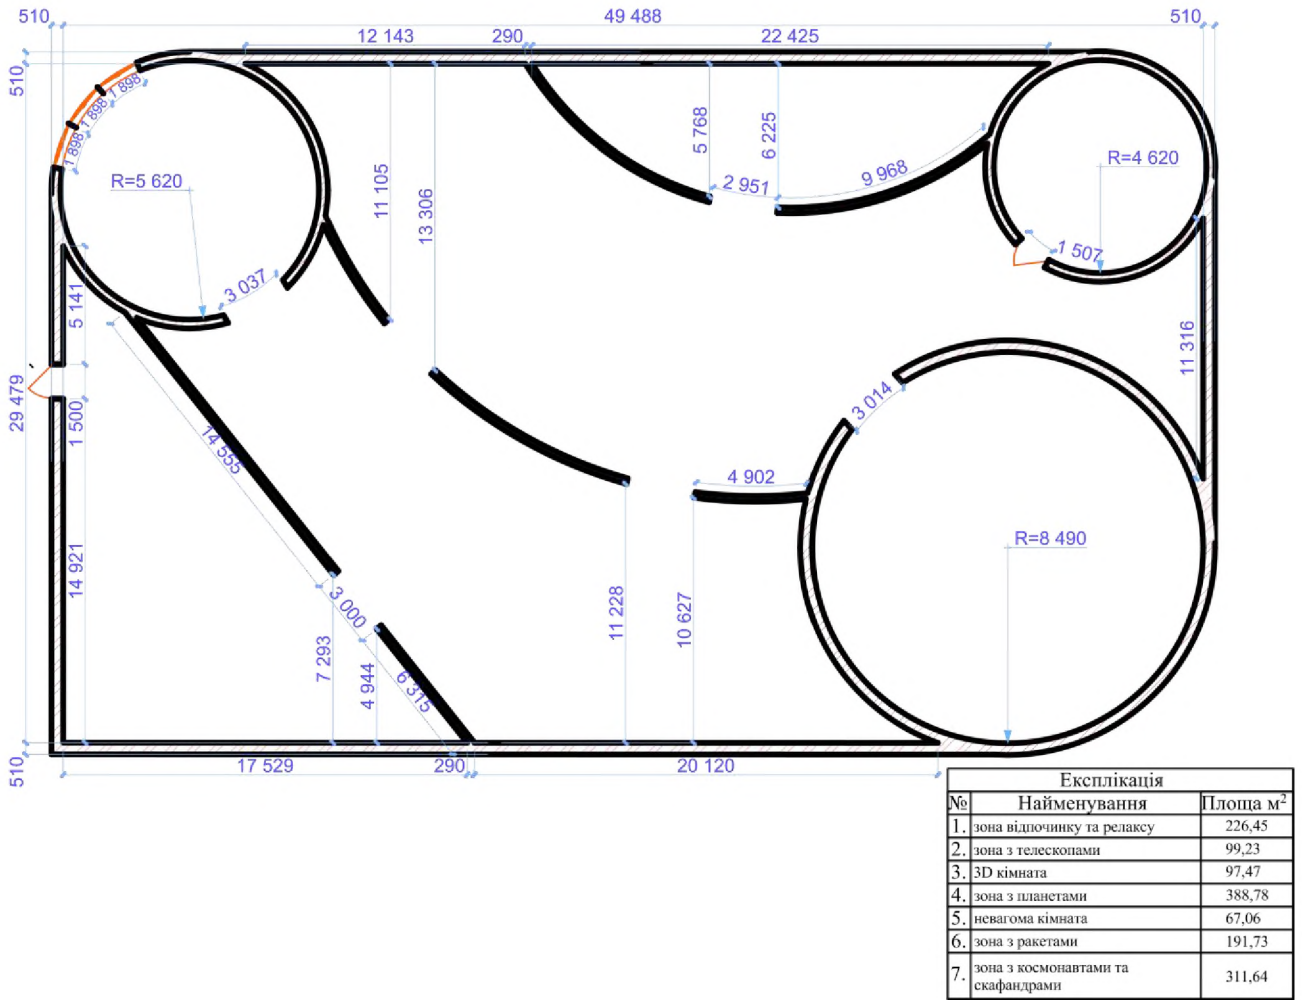 510
49 488
510
12 143
290
22 425
510
1 898
1 898
1 898
R=5 620
11 105
13 306
5 768
6 225
2 951
9 968
R=4 620
1 507
3 037
5 141
11 316
29 479
1 500
14 555
3 014
4 902
R=8 490
14 921
3 000
7 293
4 944
6 315
11 228
10 627
510
17 529
290
20 120
Експлікація
№ Найменування Площа м²
1. зона відпочинку та релаксу 226,45
2. зона з телескопами 99,23
3. 3D кімната 97,47
4. зона з планетами 388,78
5. невагома кімната 67,06
6. зона з ракетами 191,73
7. зона з космонавтами та
скафандрами 311,64